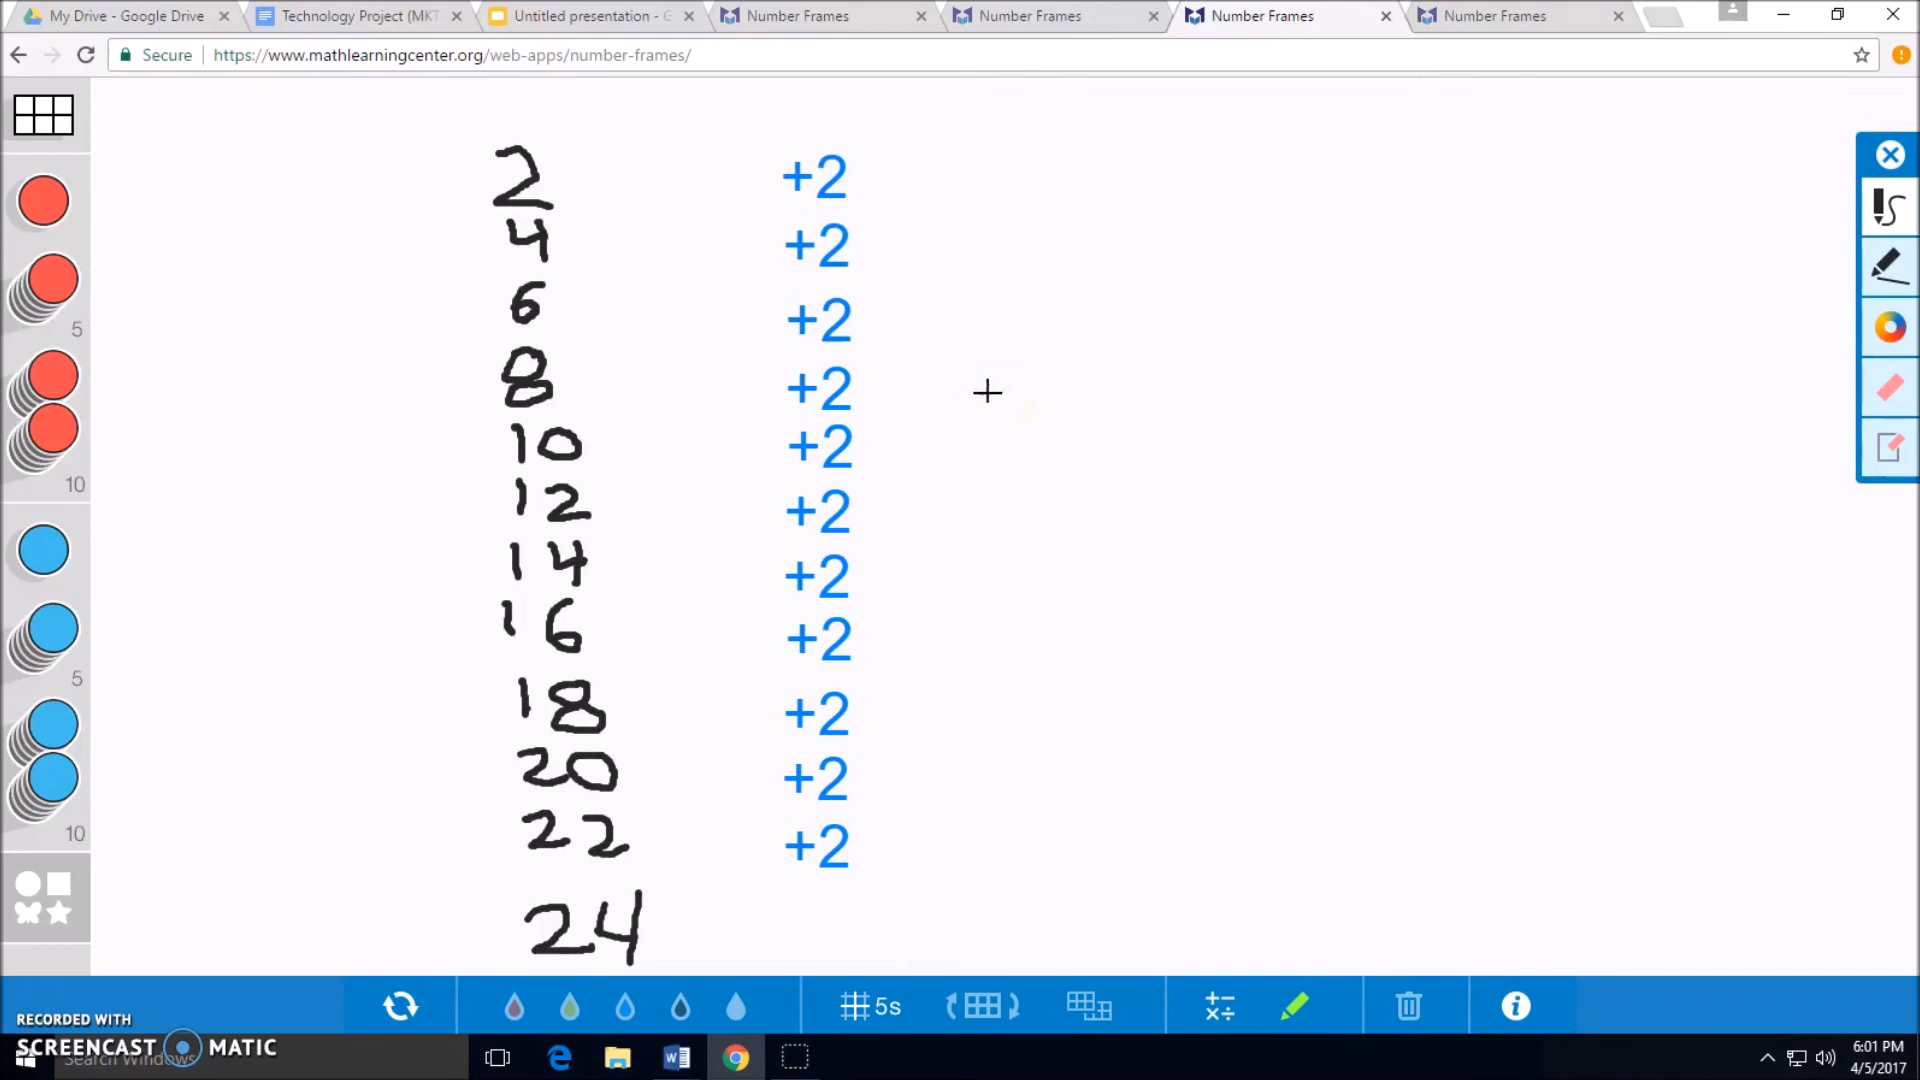 My Drive - Google Drive
Technology Project (MKT
Untitled presentation - G
Number Frames
Number Frames
Number Frames
Number Frames
Secure
https://www.mathlearningcenter.org/web-apps/number-frames/
2 +2
4 +2
6 +2
8 +2
10 +2
12 +2
14 +2
16 +2
18 +2
20 +2
22 +2
24
5
10
5
10
5s
RECORDED WITH
SCREENCAST MATIC
Search Windows
6:01 PM
4/5/2017